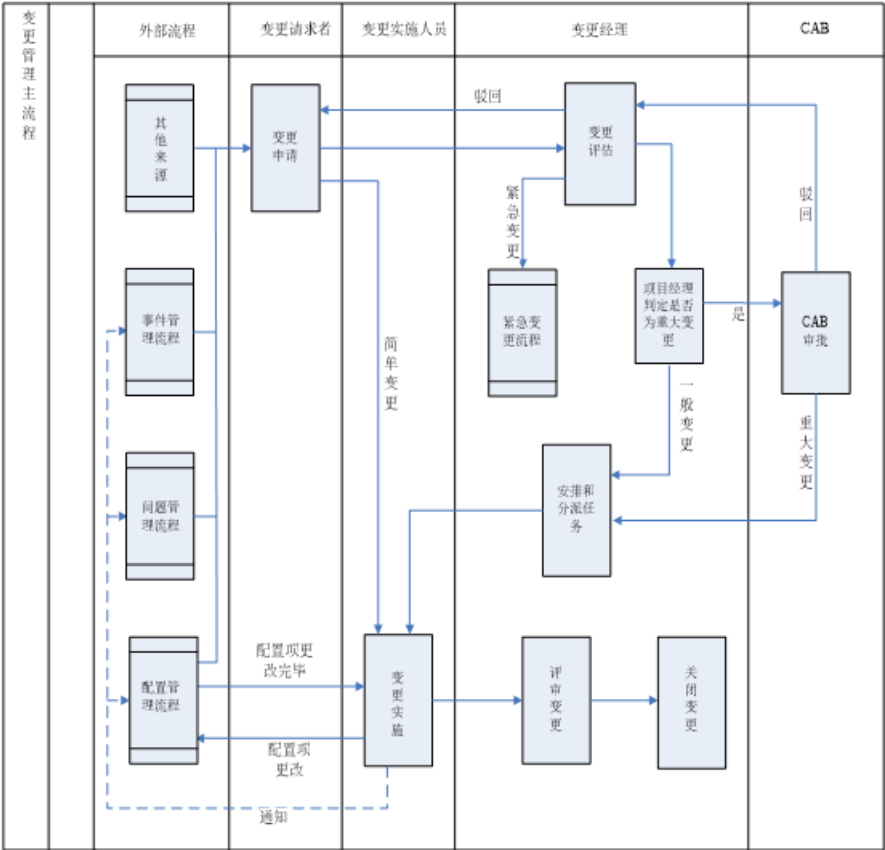 变更管理主流程
外部流程
变更请求者
变更实施人员
变更经理
CAB
其他来源
变更
申请
驳回
变更
评估
紧急变更
驳回
事件管
理流程
简单变更
紧急变
更流程
项目经理
判定是否
为重大变
更
是
CAB
审批
一般变更
重大变更
问题管
理流程
安排和
分派任
务
配置项更
改完毕
配置管
理流程
变更实施
评审变更
关闭变更
配置项
更改
通知